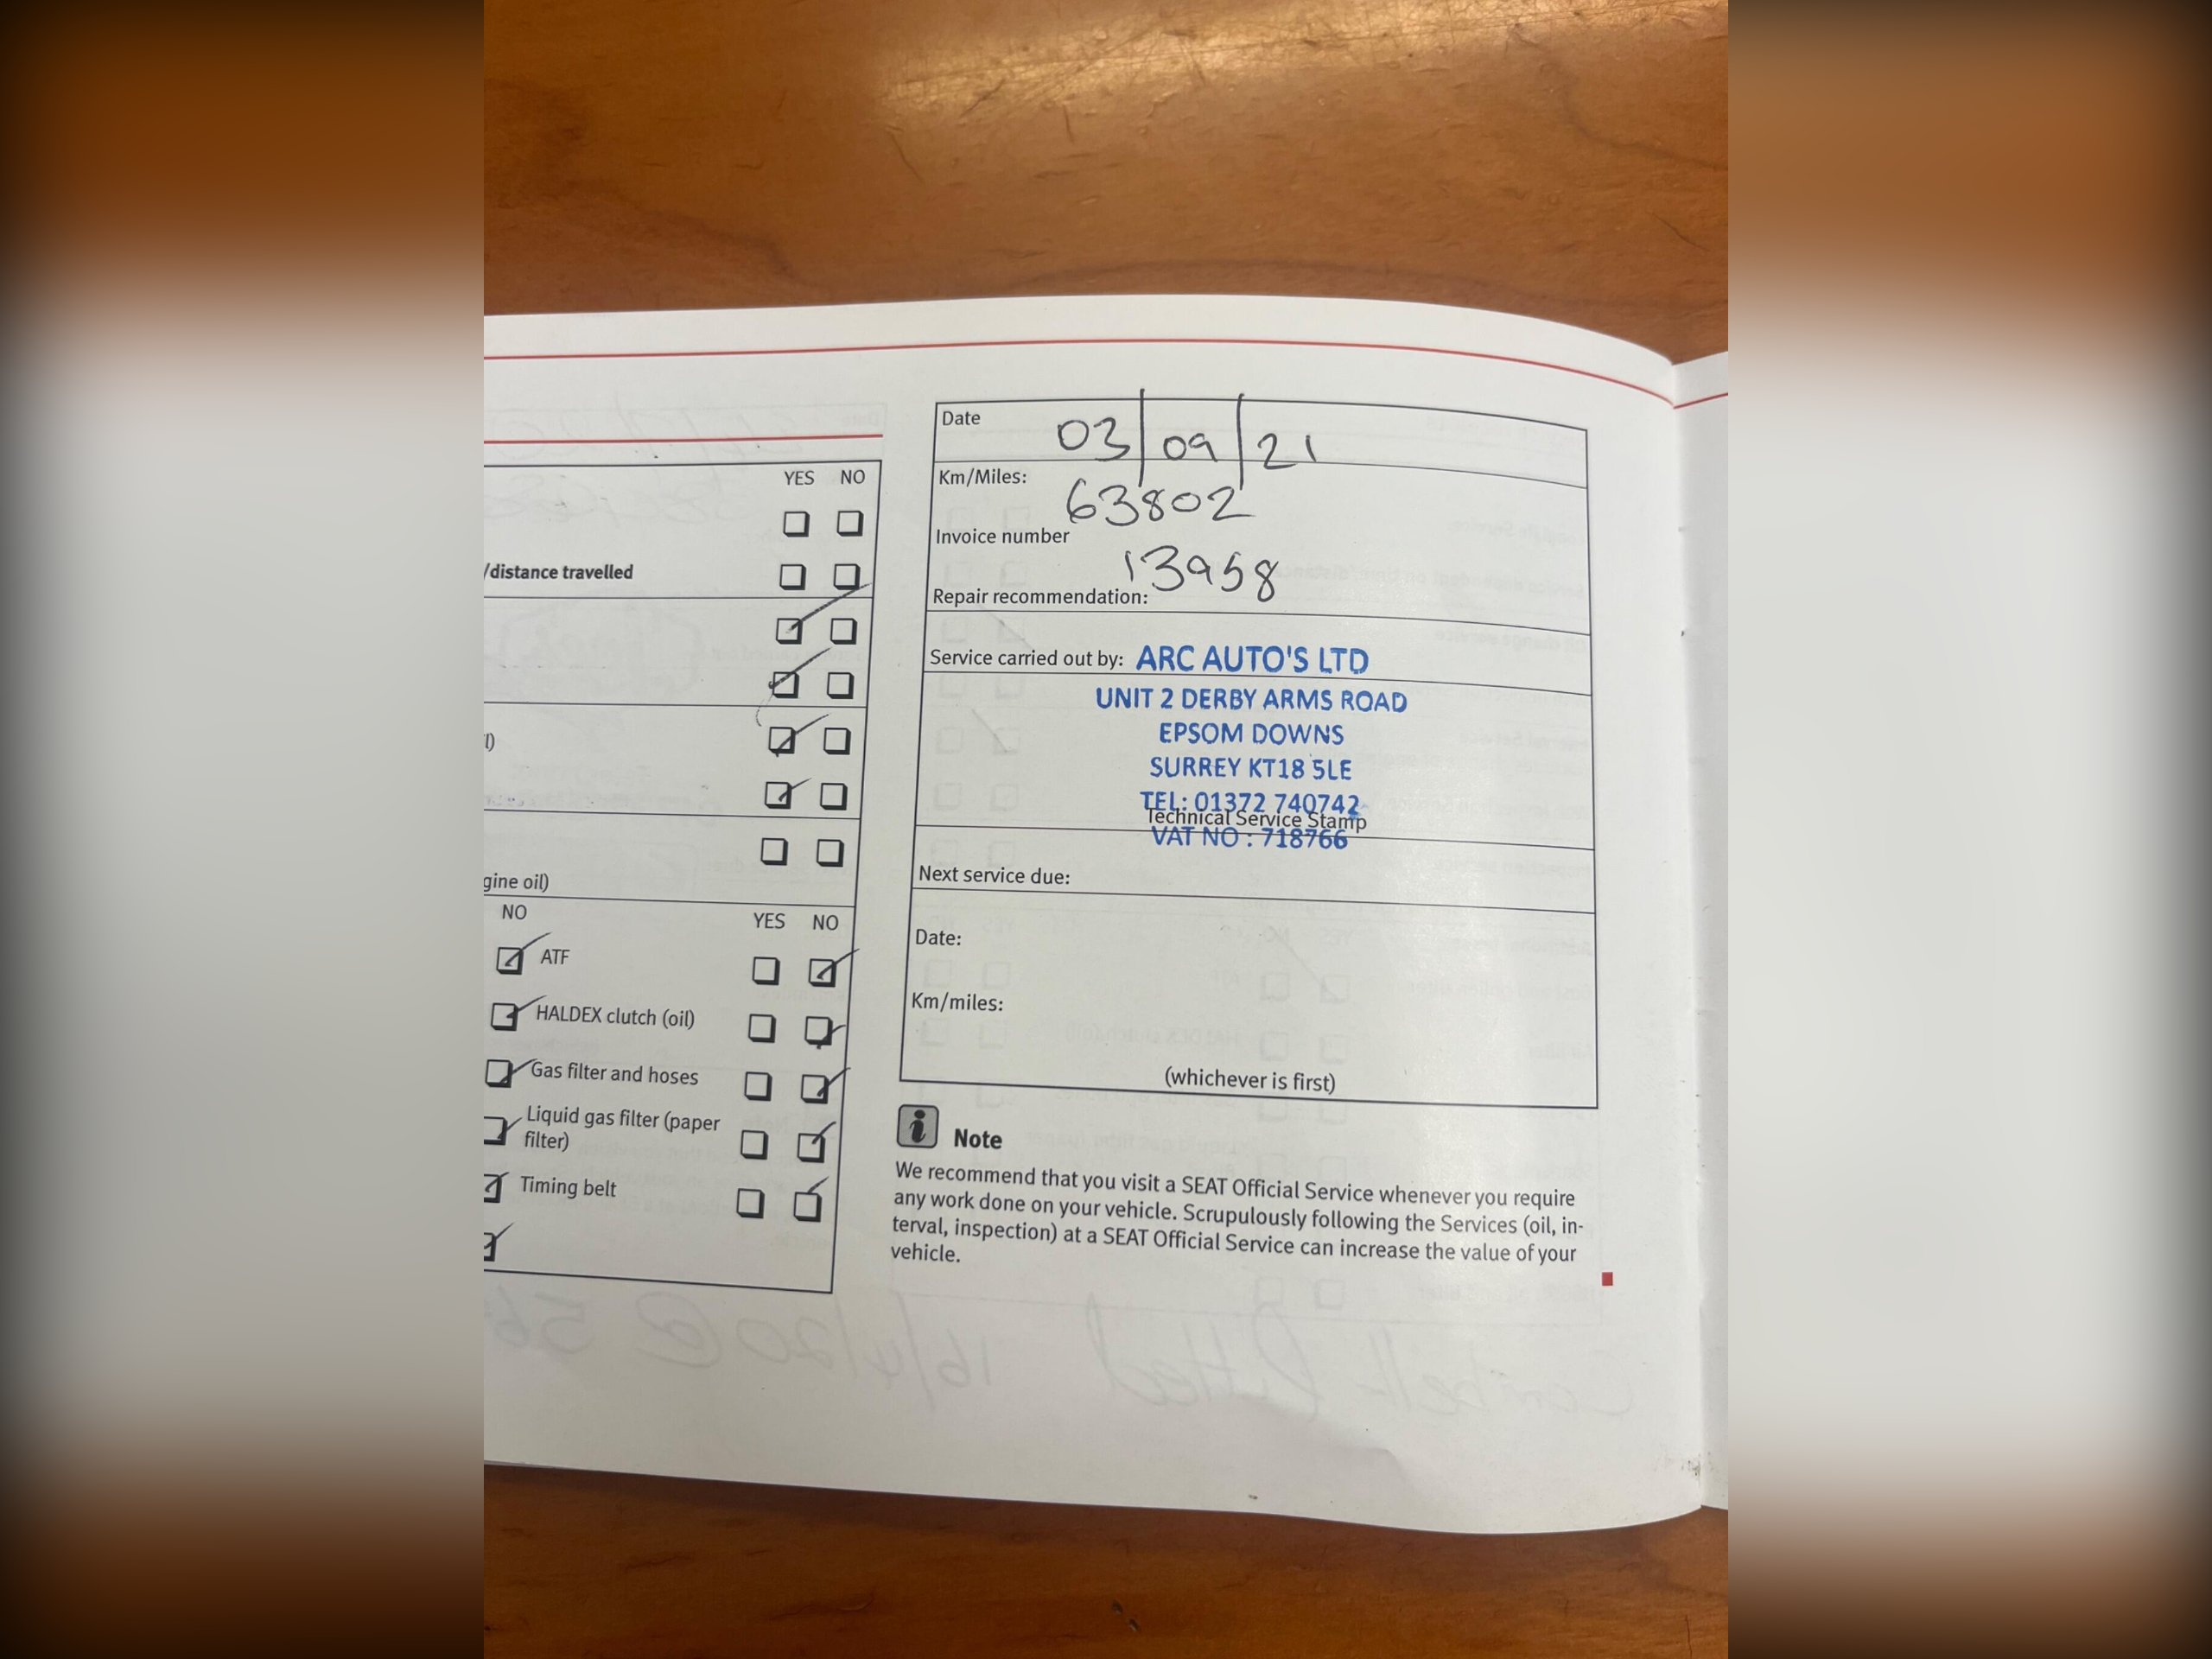 YES NO
/distance travelled
gine oil)
NO YES NO
ATF
HALDEX clutch (oil)
Gas filter and hoses
Liquid gas filter (paper
filter)
Timing belt
Date 03/09/21
Km/Miles: 63802
Invoice number 13958
Repair recommendation:
Service carried out by: ARC AUTO'S LTD
UNIT 2 DERBY ARMS ROAD
EPSOM DOWNS
SURREY KT18 5LE
TEL: 01372 740742
Technical Service Stamp
VAT NO : 718766
Next service due:
Date:
Km/miles:
(whichever is first)
Note
We recommend that you visit a SEAT Official Service whenever you require
any work done on your vehicle. Scrupulously following the Services (oil, in-
terval, inspection) at a SEAT Official Service can increase the value of your
vehicle.